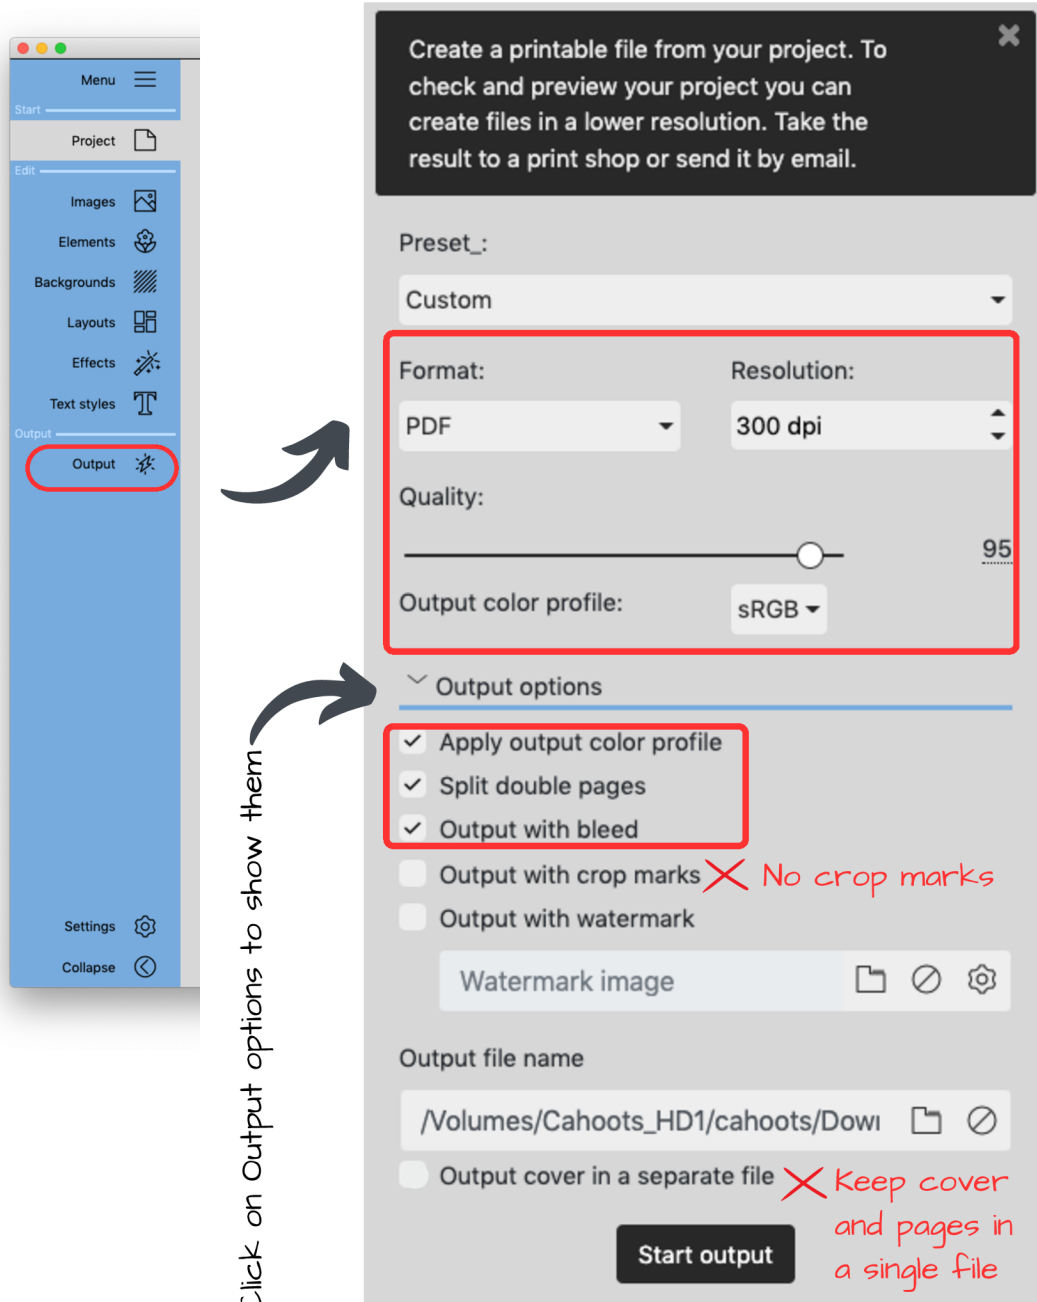 Menu
Start
Project
Edit
Images
Elements
Backgrounds
Layouts
Effects
Text styles
Output
Output
Settings
Collapse
Click on Output options to show them
Create a printable file from your project. To
check and preview your project you can
create files in a lower resolution. Take the
result to a print shop or send it by email.
Preset_:
Custom
Format:
Resolution:
PDF
300 dpi
Quality:
95
Output color profile:
sRGB
Output options
Apply output color profile
Split double pages
Output with bleed
Output with crop marks
No crop marks
Output with watermark
Watermark image
Output file name
/Volumes/Cahoots_HD1/cahoots/Dow
Output cover in a separate file
Keep cover
and pages in
a single file
Start output